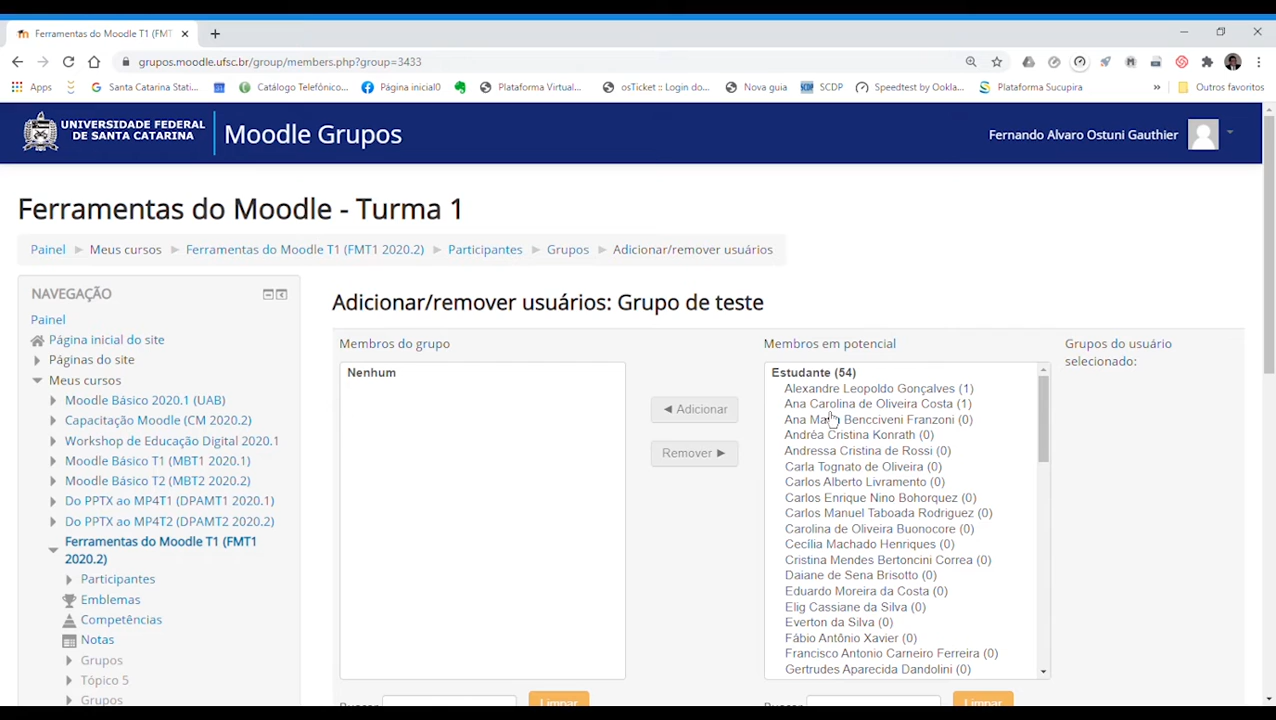 Ferramentas do Moodle T1 (FMT
grupos.moodle.ufsc.br/group/members.php?group=3433
Apps
Santa Catarina Stati...
Catálogo Telefônico...
Página inicial0
Plataforma Virtual...
osTicket :: Login do...
Nova guia
SCDP
Speedtest by Ookla...
Plataforma Sucupira
»
Outros favoritos
UNIVERSIDADE FEDERAL
DE SANTA CATARINA
Moodle Grupos
Fernando Alvaro Ostuni Gauthier
Ferramentas do Moodle - Turma 1
Painel
Meus cursos
Ferramentas do Moodle T1 (FMT1 2020.2)
Participantes
Grupos
Adicionar/remover usuários
NAVEGAÇÃO
Painel
Página inicial do site
Páginas do site
Meus cursos
Moodle Básico 2020.1 (UAB)
Capacitação Moodle (CM 2020.2)
Workshop de Educação Digital 2020.1
Moodle Básico T1 (MBT1 2020.1)
Moodle Básico T2 (MBT2 2020.2)
Do PPTX ao MP4T1 (DPAMT1 2020.1)
Do PPTX ao MP4T2 (DPAMT2 2020.2)
Ferramentas do Moodle T1 (FMT1
2020.2)
Participantes
Emblemas
Competências
Notas
Grupos
Tópico 5
Grupos
Adicionar/remover usuários: Grupo de teste
Membros do grupo
Nenhum
◄ Adicionar
Remover ►
Membros em potencial
Estudante (54)
Alexandre Leopoldo Gonçalves (1)
Ana Carolina de Oliveira Costa (1)
Ana Bencciveni Franzoni (0)
Andréa Cristina Konrath (0)
Andressa Cristina de Rossi (0)
Carla Tognato de Oliveira (0)
Carlos Alberto Livramento (0)
Carlos Enrique Nino Bohorquez (0)
Carlos Manuel Taboada Rodriguez (0)
Carolina de Oliveira Buonocore (0)
Cecília Machado Henriques (0)
Cristina Mendes Bertoncini Correa (0)
Daiane de Sena Brisotto (0)
Eduardo Moreira da Costa (0)
Elig Cassiane da Silva (0)
Everton da Silva (0)
Fábio Antônio Xavier (0)
Francisco Antonio Carneiro Ferreira (0)
Gertrudes Aparecida Dandolini (0)
Grupos do usuário
selecionado:
Limpar
Limpar